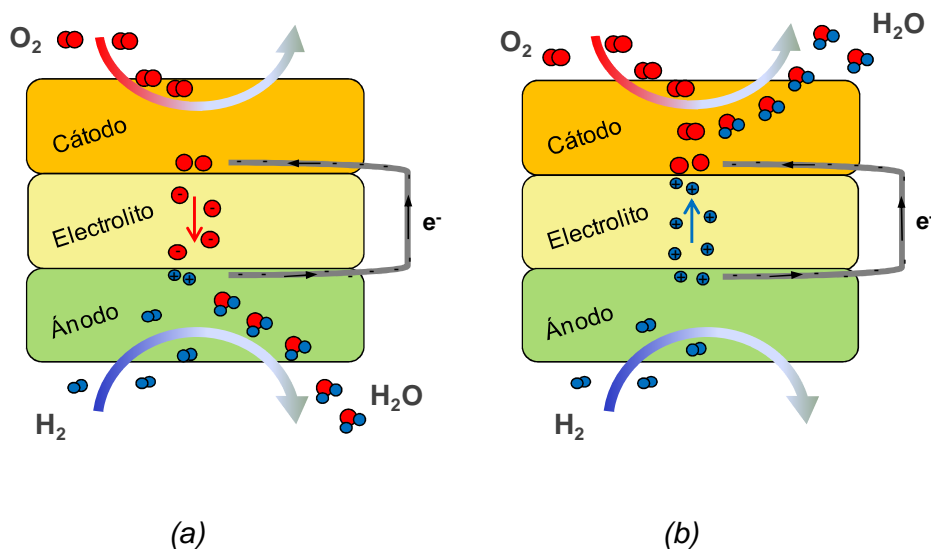 O₂
Cátodo
Electrolito
Ánodo
e⁻
H₂
H₂O
(a)
O₂
H₂O
Cátodo
Electrolito
Ánodo
e⁻
H₂
(b)